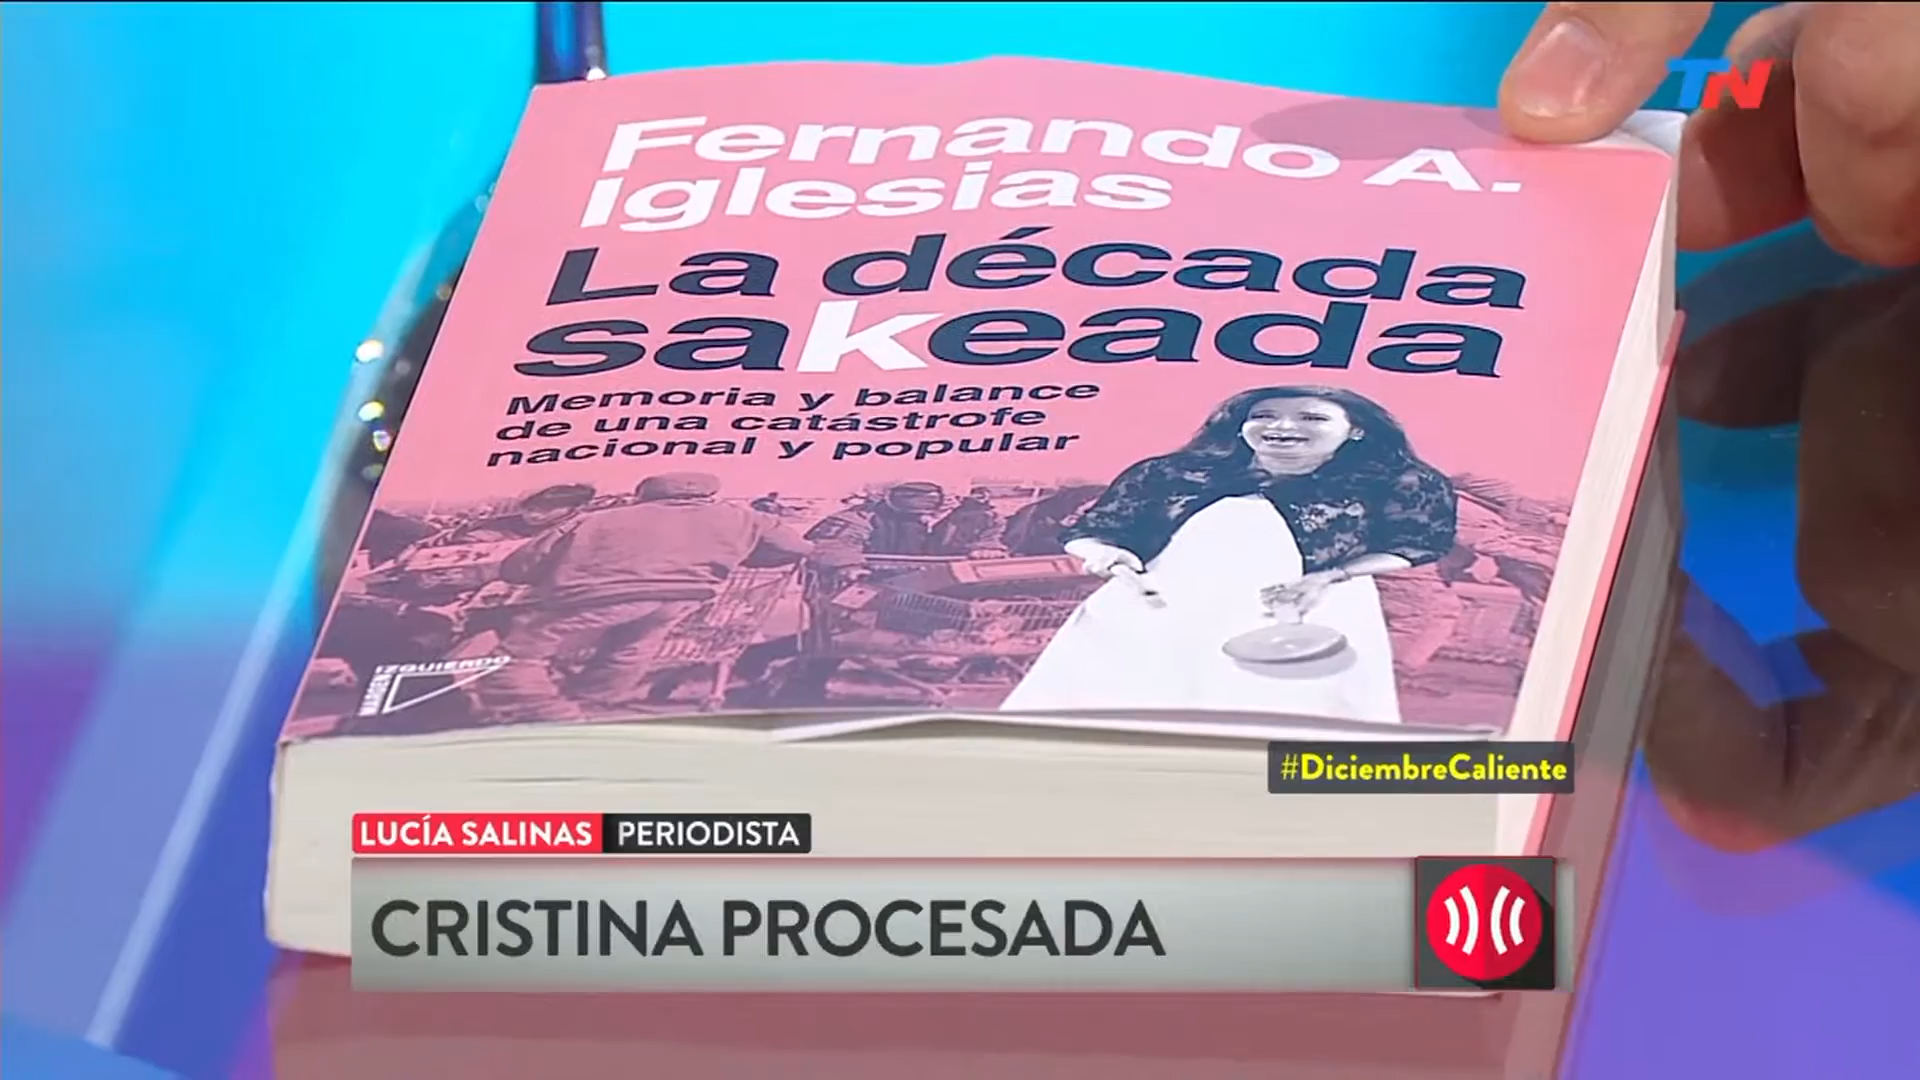 TN
Fernando A.
Iglesias
La década
sakeada
Memoria y balance
de una catástrofe
nacional y popular
MARGEN IZQUIERDO
#DiciembreCaliente
LUCÍA SALINAS PERIODISTA
CRISTINA PROCESADA